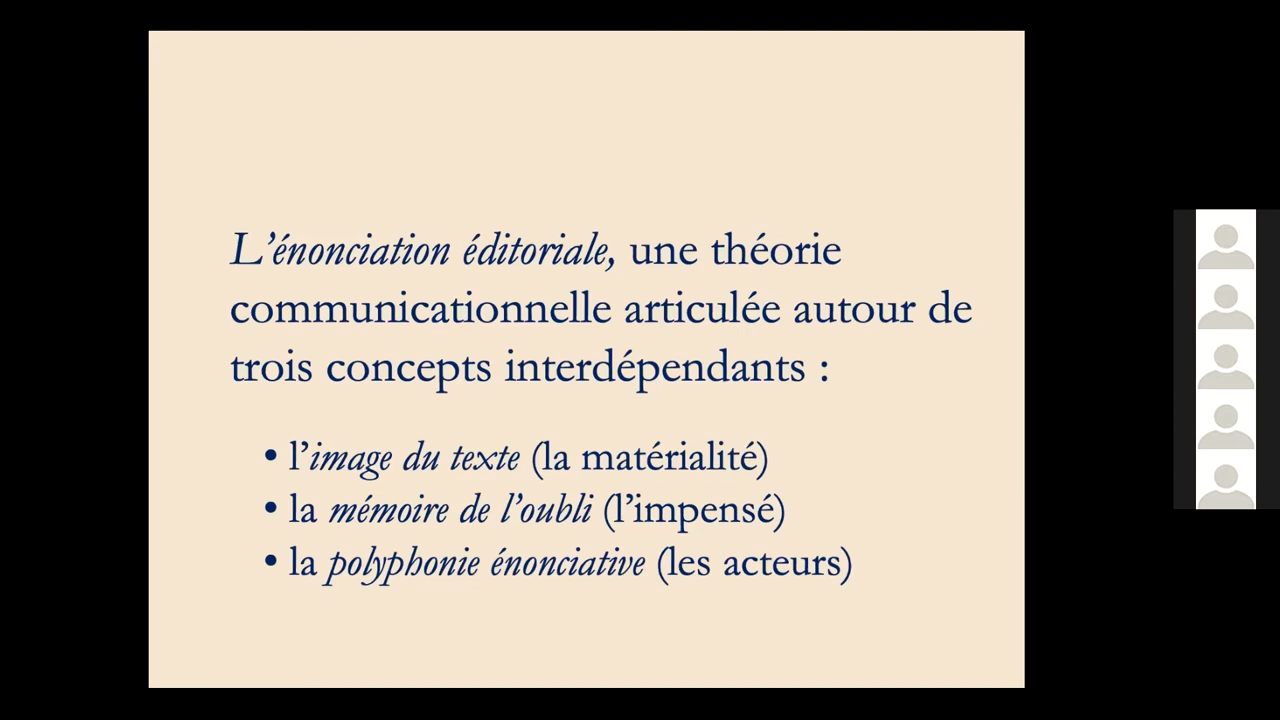 L’énonciation éditoriale, une théorie
communicationnelle articulée autour de
trois concepts interdépendants :
• l’image du texte (la matérialité)
• la mémoire de l’oubli (l’impensé)
• la polyphonie énonciative (les acteurs)